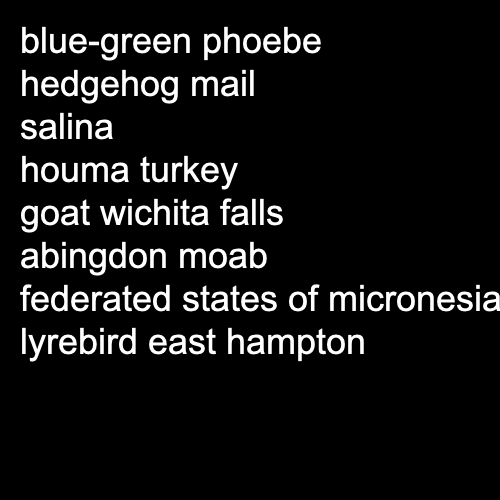 blue-green phoebe
hedgehog mail
salina
houma turkey
goat wichita falls
abingdon moab
federated states of micronesia
lyrebird east hampton